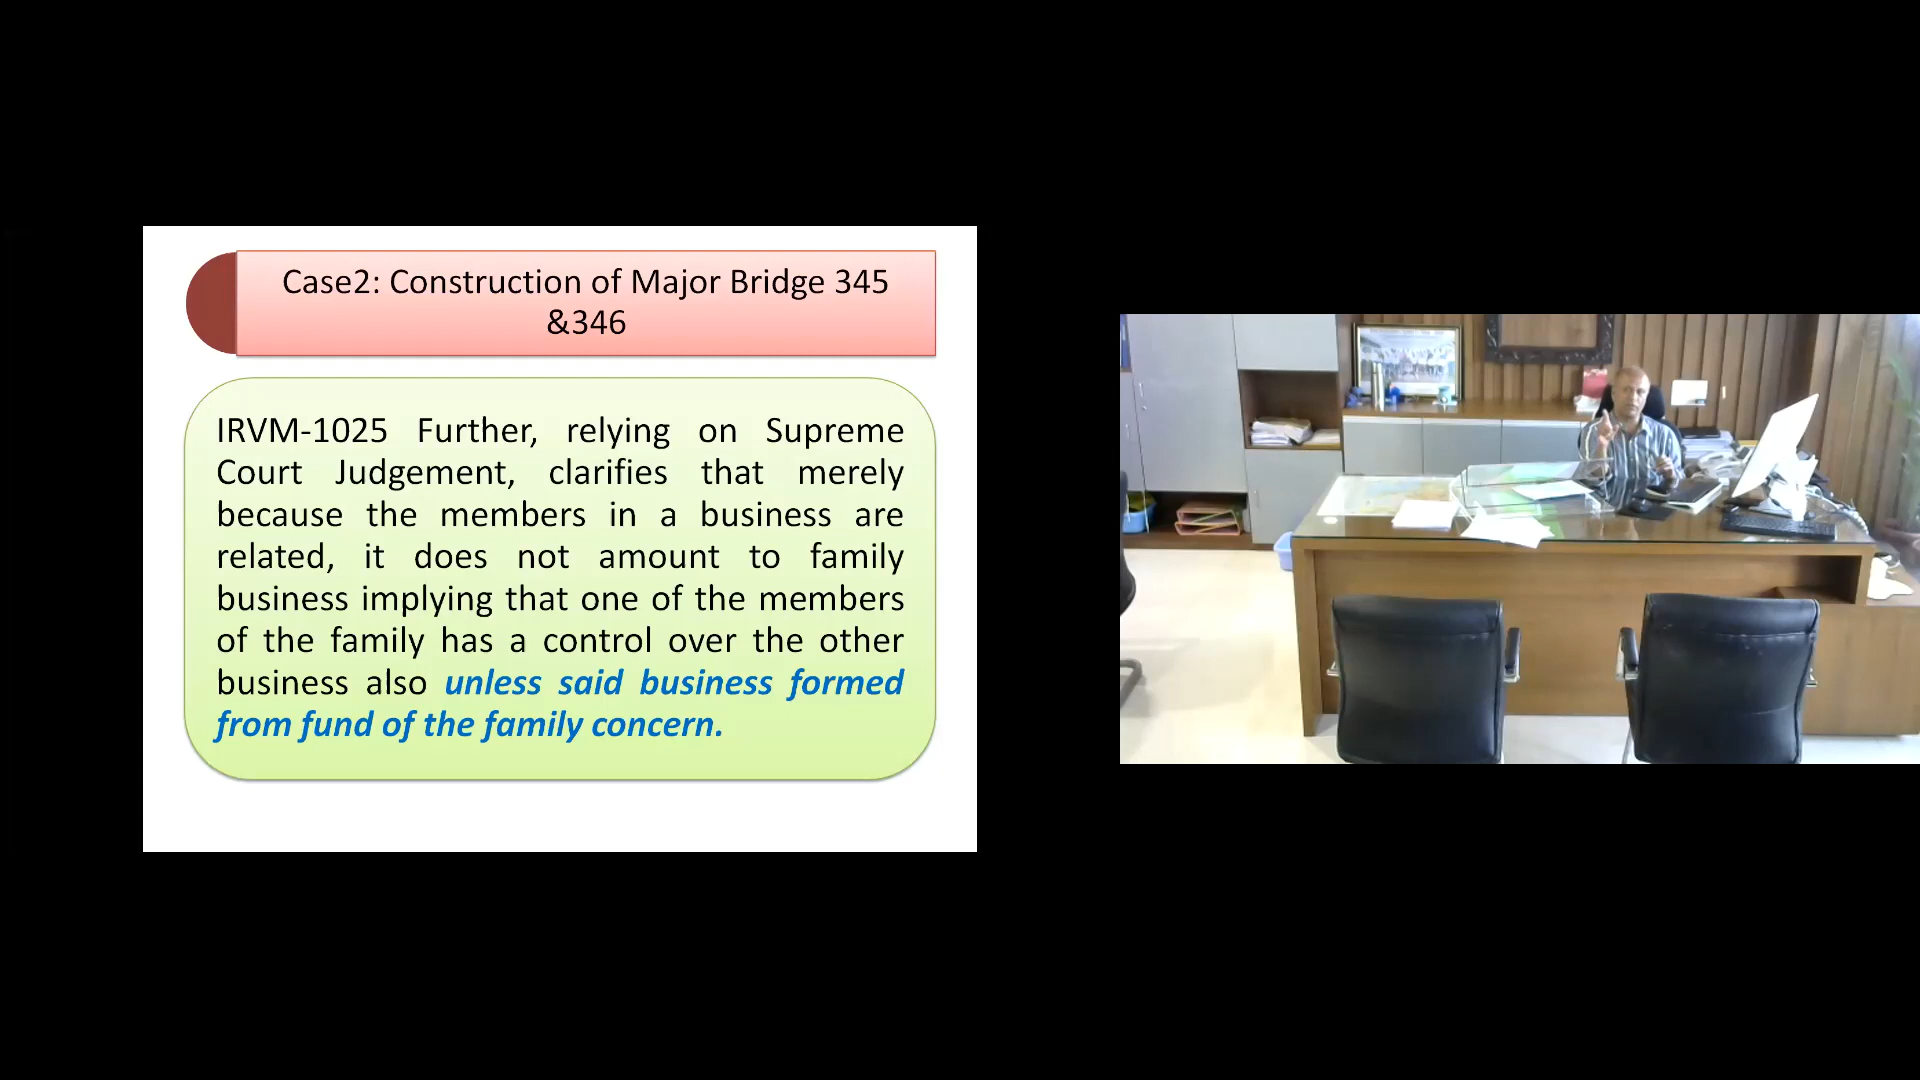 Case2: Construction of Major Bridge 345
&346
IRVM-1025 Further, relying on Supreme
Court Judgement, clarifies that merely
because the members in a business are
related, it does not amount to family
business implying that one of the members
of the family has a control over the other
business also unless said business formed
from fund of the family concern.